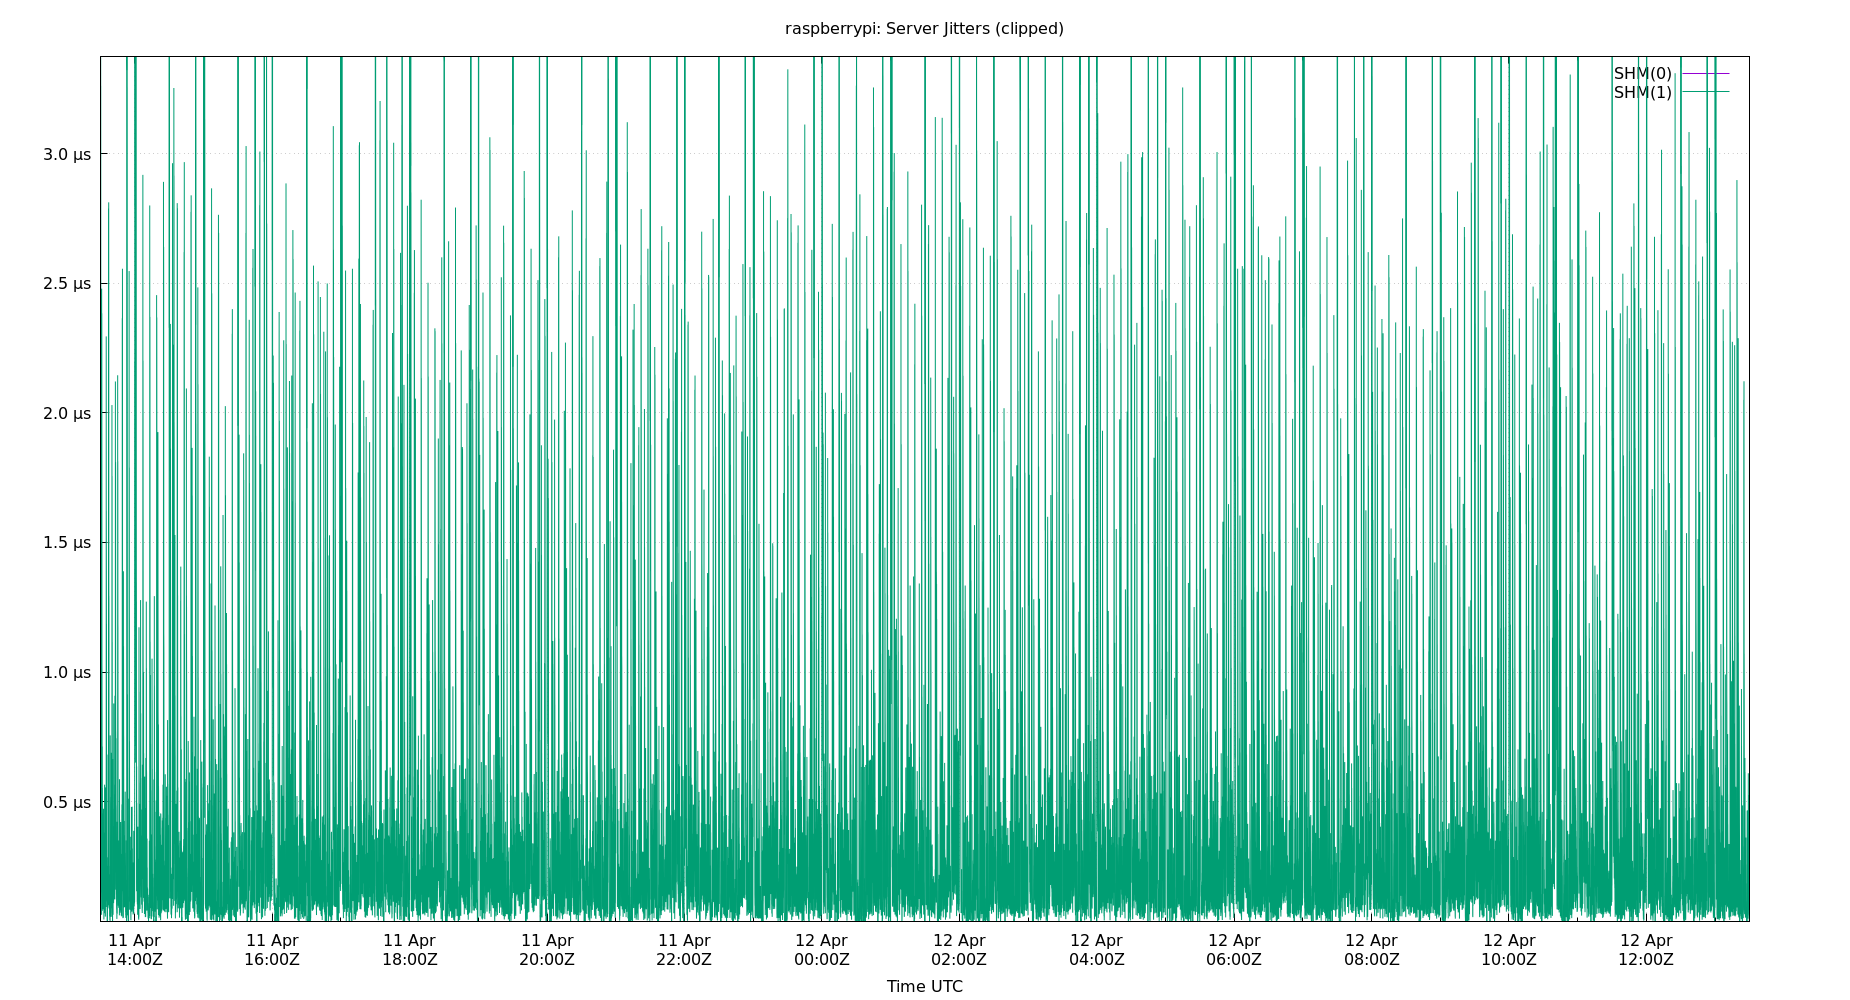 raspberrypi: Server Jitters (clipped)
SHM(0)
SHM(1)
3.0 µs
2.5 µs
2.0 µs
1.5 µs
1.0 µs
0.5 µs
11 Apr 11 Apr 11 Apr 11 Apr 11 Apr 12 Apr 12 Apr 12 Apr 12 Apr 12 Apr 12 Apr 12 Apr
14:00Z 16:00Z 18:00Z 20:00Z 22:00Z 00:00Z 02:00Z 04:00Z 06:00Z 08:00Z 10:00Z 12:00Z
Time UTC